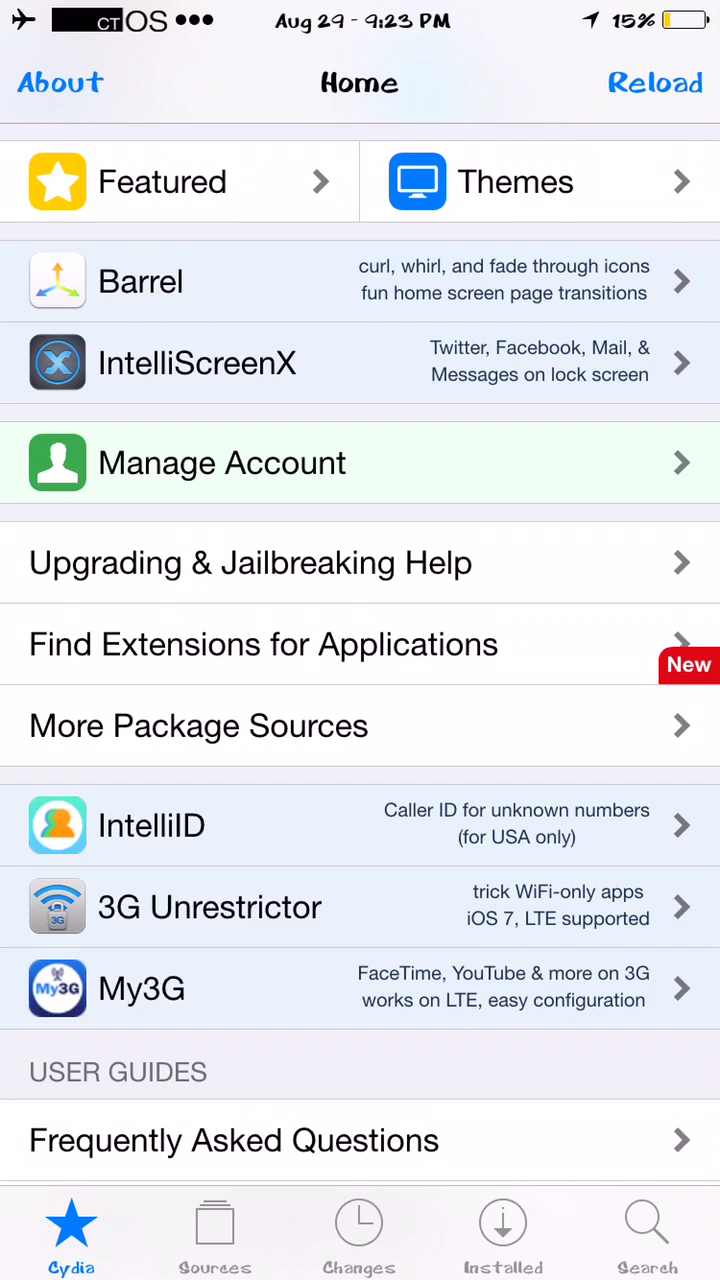 CTOS Aug 29 - 9:23 PM 15%
About Home Reload
Featured Themes
Barrel
curl, whirl, and fade through icons
fun home screen page transitions
IntelliScreenX
Twitter, Facebook, Mail, &
Messages on lock screen
Manage Account
Upgrading & Jailbreaking Help
Find Extensions for Applications
New
More Package Sources
IntelliID
Caller ID for unknown numbers
(for USA only)
3G
3G Unrestrictor
trick WiFi-only apps
iOS 7, LTE supported
My3G
My3G
FaceTime, YouTube & more on 3G
works on LTE, easy configuration
USER GUIDES
Frequently Asked Questions
Cydia Sources Changes Installed Search